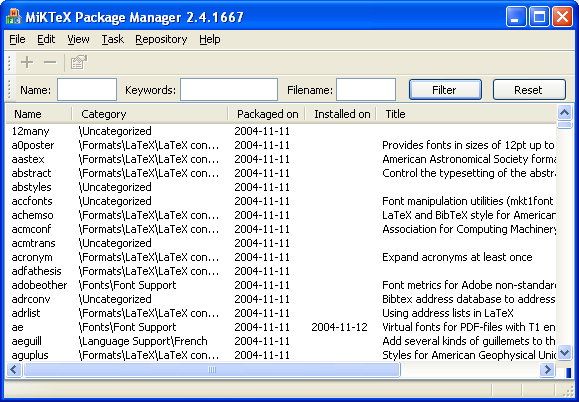 MiKTeX Package Manager 2.4.1667
File Edit View Task Repository Help
Name: Keywords: Filename: Filter Reset
Name Category Packaged on Installed on Title
12many \Uncategorized 2004-11-11
a0poster \Formats\LaTeX\LaTeX con... 2004-11-11 Provides fonts in sizes of 12pt up to
aastex \Formats\LaTeX\LaTeX con... 2004-11-11 American Astronomical Society forma
abstract \Formats\LaTeX\LaTeX con... 2004-11-11 Control the typesetting of the abstra
abstyles \Uncategorized 2004-11-11
accfonts \Uncategorized 2004-11-11 Font manipulation utilities (mkt1font
achemso \Formats\LaTeX\LaTeX con... 2004-11-11 LaTeX and BibTeX style for American
acmconf \Formats\LaTeX\LaTeX con... 2004-11-11 Association for Computing Machinery
acmtrans \Uncategorized 2004-11-11
acronym \Formats\LaTeX\LaTeX con... 2004-11-11 Expand acronyms at least once
adfathesis \Formats\LaTeX\LaTeX con... 2004-11-11
adobeother \Fonts\Font Support 2004-11-11 Font metrics for Adobe non-standard
adrconv \Uncategorized 2004-11-11 Bibtex address database to address
adrlist \Formats\LaTeX\LaTeX con... 2004-11-11 Using address lists in LaTeX
ae \Fonts\Font Support 2004-11-11 2004-11-12 Virtual fonts for PDF-files with T1 en
aeguill \Language Support\French 2004-11-11 Add several kinds of guillemets to th
aguplus \Formats\LaTeX\LaTeX con... 2004-11-11 Styles for American Geophysical Unio